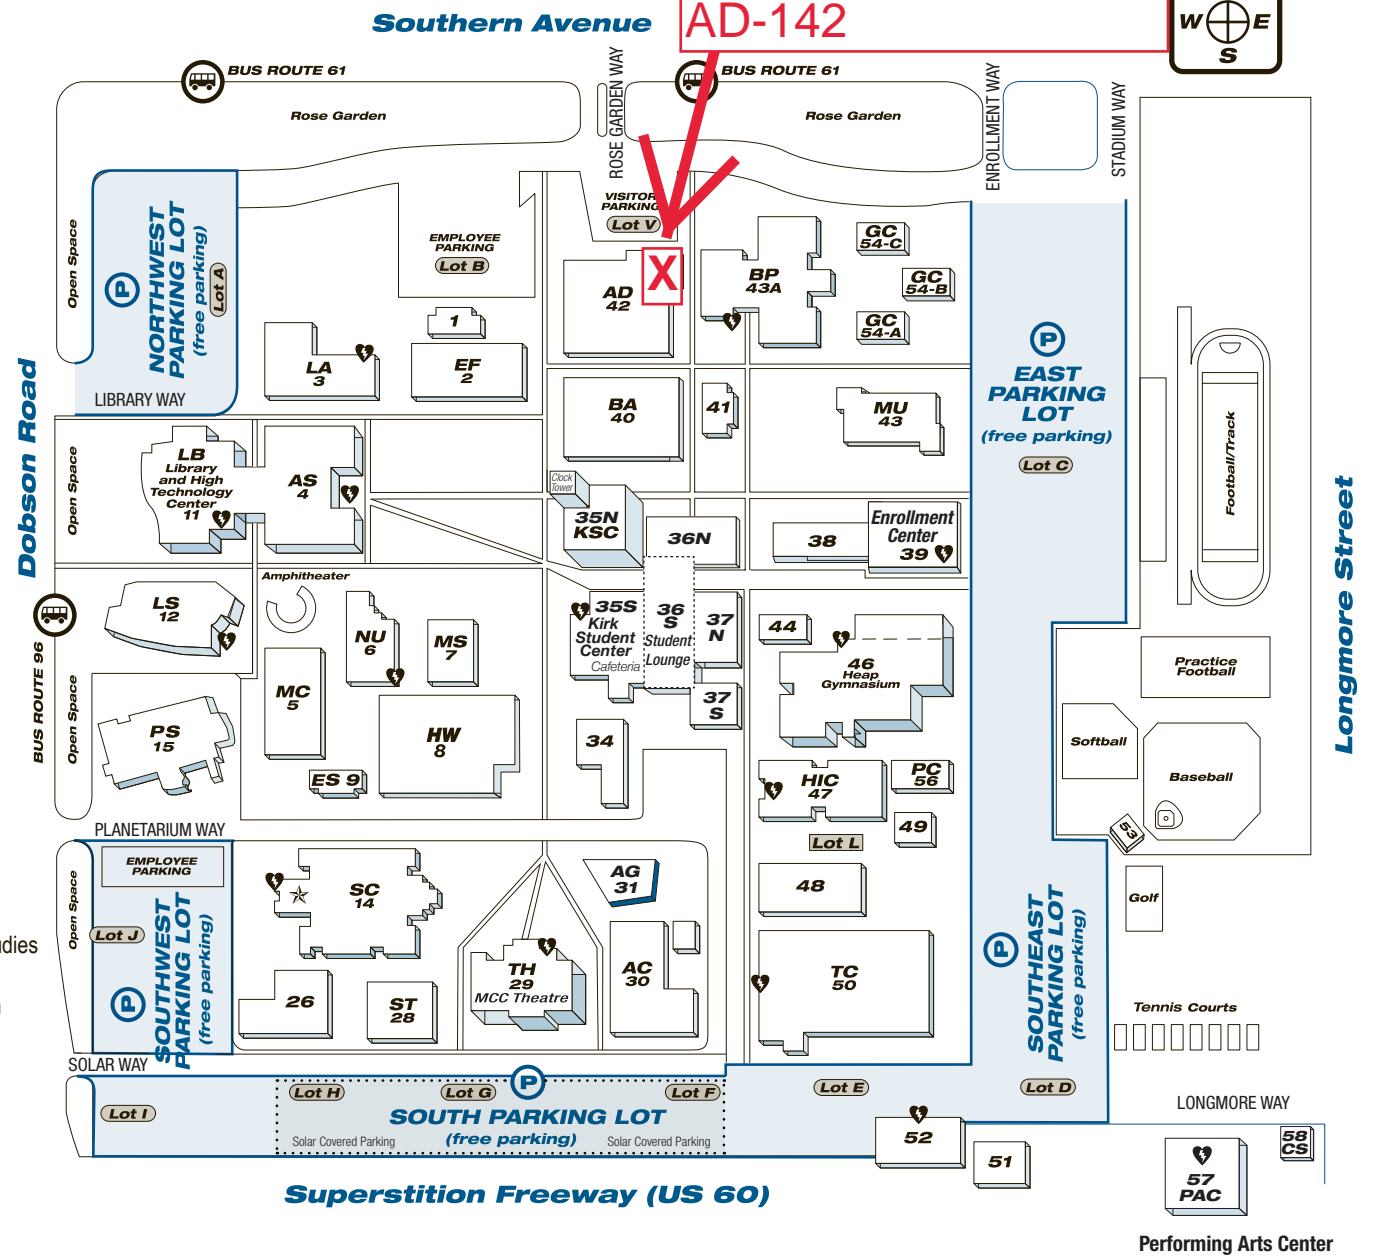 Southern Avenue
AD-142
W E
S
BUS ROUTE 61
BUS ROUTE 61
Rose Garden
ROSE GARDEN WAY
Rose Garden
ENROLLMENT WAY
STADIUM WAY
Open Space
NORTHWEST
PARKING LOT
(free parking)
Lot A
P
LIBRARY WAY
EMPLOYEE
PARKING
Lot B
VISITOR
PARKING
Lot V
X
AD
42
BP
43A
GC
54-C
GC
54-B
GC
54-A
1
LA
3
EF
2
BA
40
41
MU
43
P
EAST
PARKING
LOT
(free parking)
Lot C
Football/Track
Dobson Road
Longmore Street
Open Space
LB
Library
and High
Technology
Center
11
AS
4
Clock
Tower
35N
KSC
36N
38
Enrollment
Center
39
Amphitheater
LS
12
NU
6
MS
7
35S
Kirk
Student
Center
Cafeteria
36
S
Student
Lounge
37
N
37
S
44
46
Heap
Gymnasium
Practice
Football
BUS ROUTE 96
Open Space
PS
15
MC
5
HW
8
ES 9
34
HIC
47
PC
56
49
Lot L
Softball
Baseball
53
PLANETARIUM WAY
EMPLOYEE
PARKING
Open Space
Lot J
SOUTHWEST
PARKING LOT
(free parking)
P
SC
14
AG
31
48
Golf
udies
26
ST
28
TH
29
MCC Theatre
AC
30
TC
50
P
SOUTHEAST
PARKING LOT
(free parking)
Tennis Courts
SOLAR WAY
Lot I
Lot H
Lot G
P
Lot F
Lot E
Lot D
SOUTH PARKING LOT
(free parking)
Solar Covered Parking
Solar Covered Parking
LONGMORE WAY
52
51
57
PAC
58
CS
Superstition Freeway (US 60)
Performing Arts Center